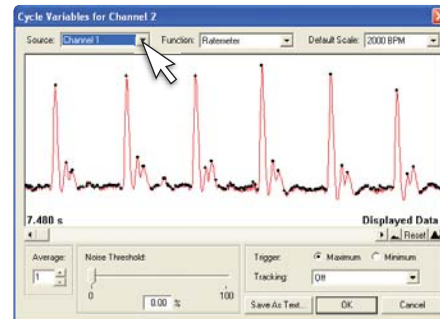 Cycle Variables for Channel 2
Source: Channel 1 Function: Ratemeter Default Scale: 2000 BPM
7.480 s Displayed Data
Reset
Average: Noise Threshold: Trigger: Maximum Minimum
1 Tracking: Off
0 100
0.00 %
Save As Text... OK Cancel